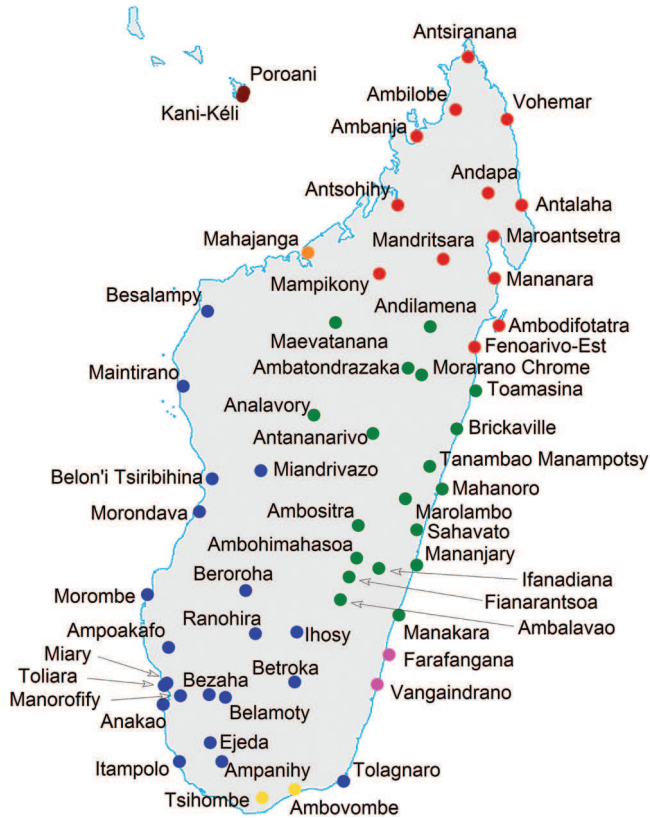 Antsiranana
Poroani
Ambilobe
Vohemar
Kani-Kéli
Ambanja
Andapa
Antsohihy
Antalaha
Mahajanga
Mandritsara
Maroantsetra
Mampikony
Mananara
Besalampy
Andilamena
Ambodifotatra
Maevatanana
Fenoarivo-Est
Ambatondrazaka
Morarano Chrome
Maintirano
Toamasina
Analavory
Antananarivo
Brickaville
Tanambao Manampotsy
Belon'i Tsiribihina
Miandrivazo
Mahanoro
Morondava
Ambositra
Marolambo
Sahavato
Ambohimahasoa
Mananjary
Beroroha
Ifanadiana
Morombe
Fianarantsoa
Ranohira
Ihosy
Ambalavao
Ampoakafo
Manakara
Miary
Farafangana
Toliara
Bezaha
Betroka
Manorofify
Vangaindrano
Anakao
Belamoty
Ejeda
Itampolo
Ampanihy
Tolagnaro
Tsihombe
Ambovombe